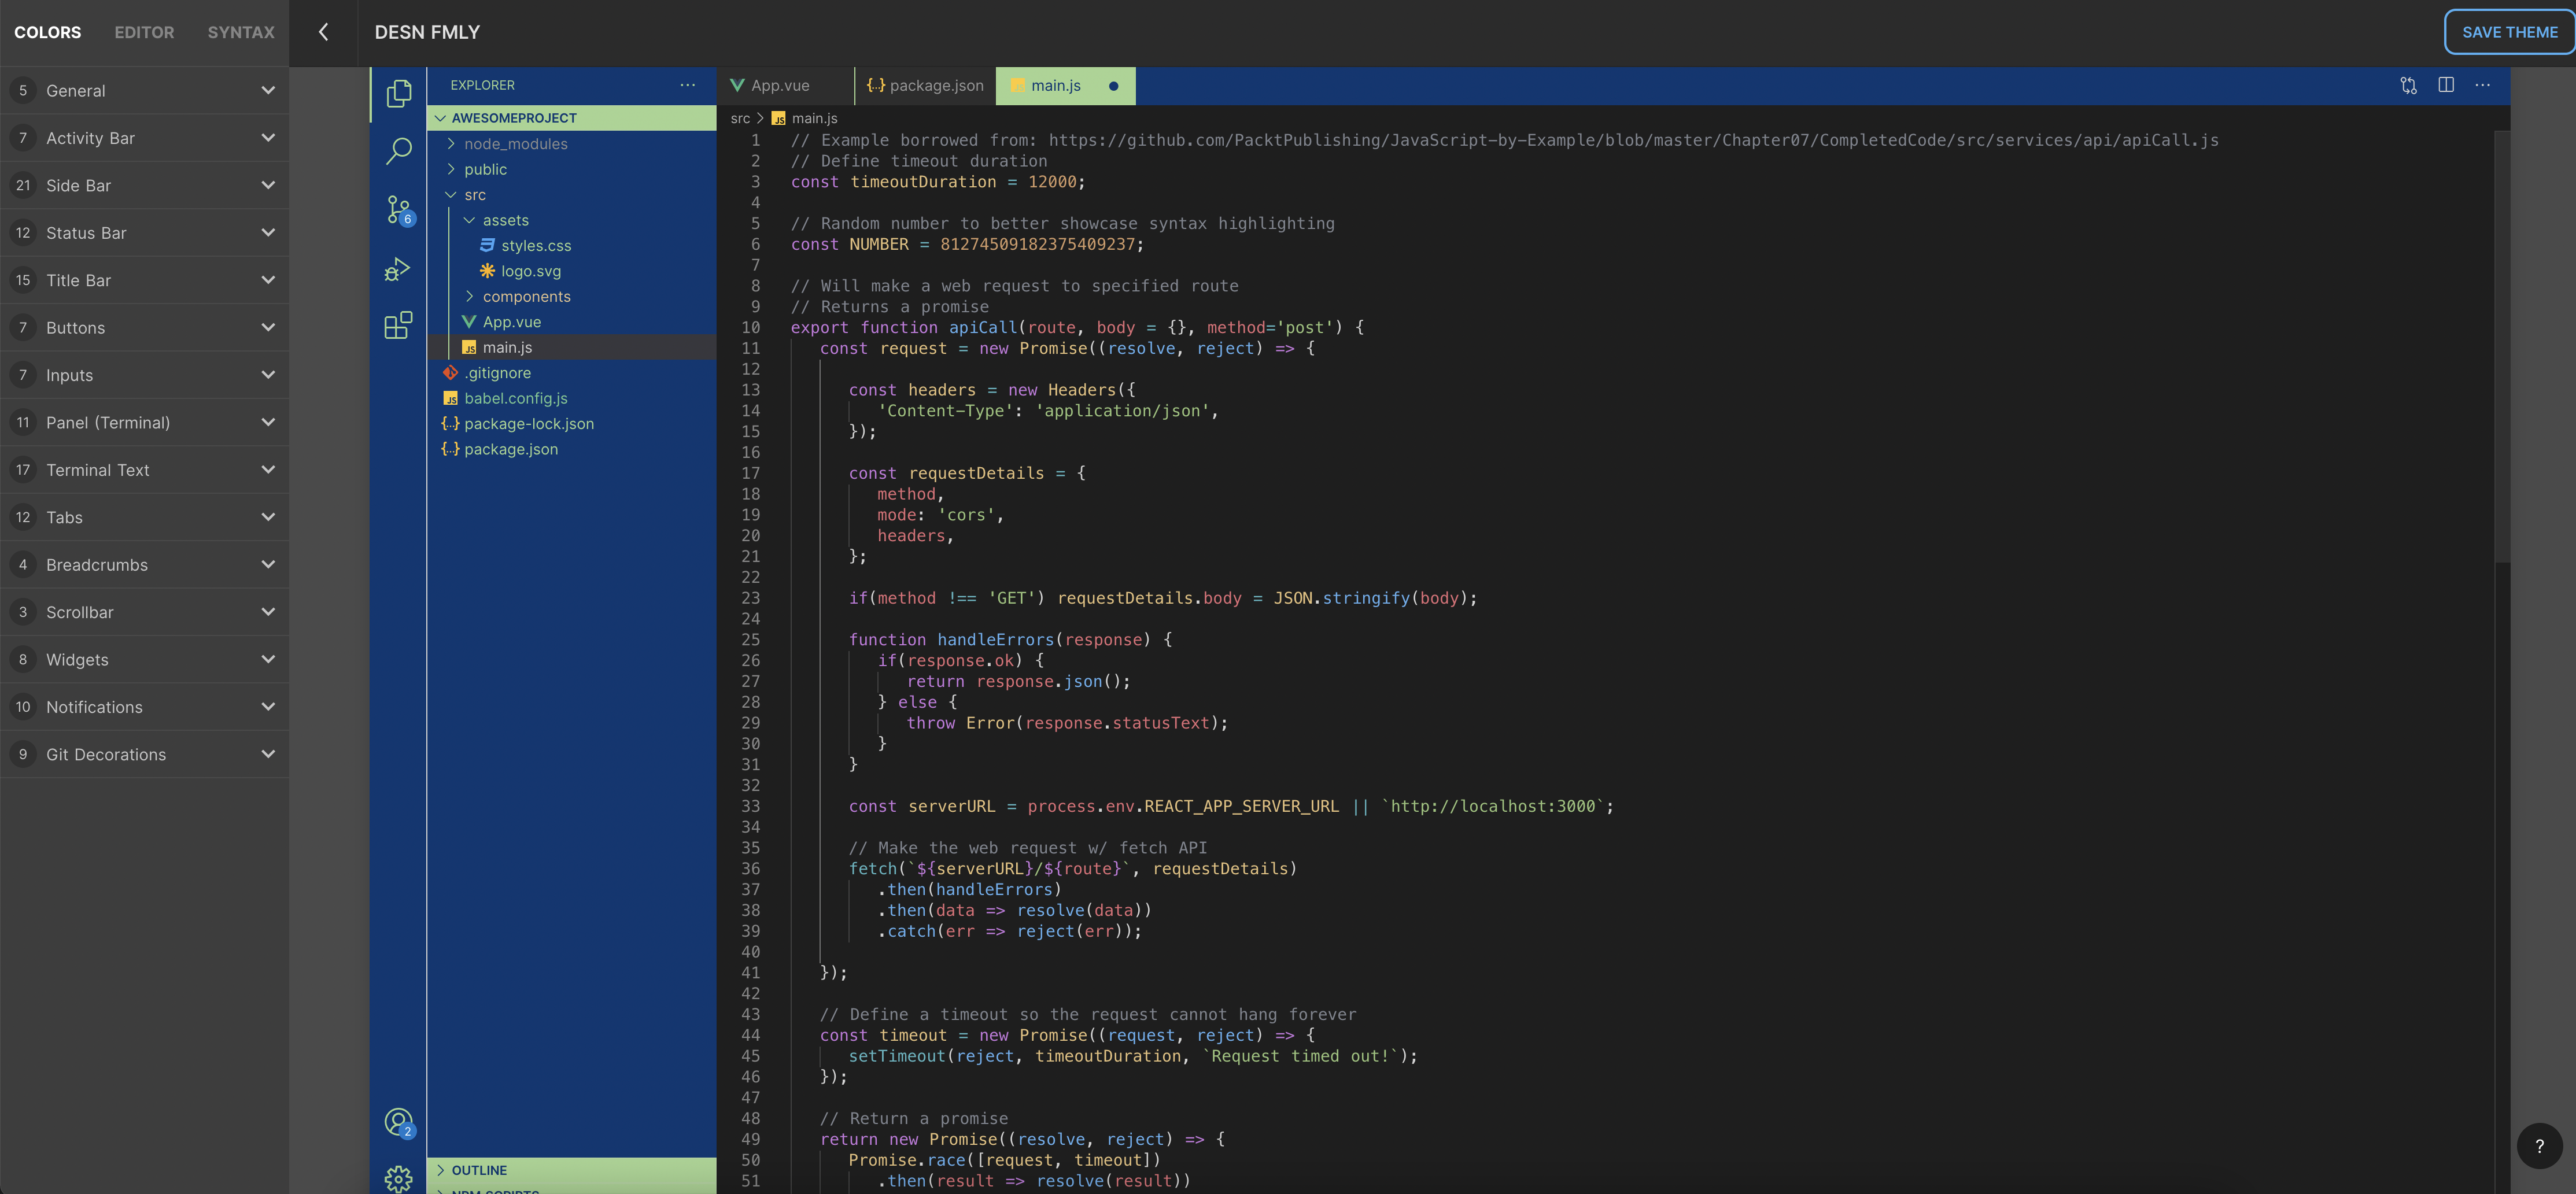 COLORS EDITOR SYNTAX
DESN FMLY
SAVE THEME
5 General
7 Activity Bar
21 Side Bar
12 Status Bar
15 Title Bar
7 Buttons
7 Inputs
11 Panel (Terminal)
17 Terminal Text
12 Tabs
4 Breadcrumbs
3 Scrollbar
8 Widgets
10 Notifications
9 Git Decorations
6
2
EXPLORER ···
AWESOMEPROJECT
node_modules
public
src
assets
styles.css
logo.svg
components
App.vue
JS main.js
.gitignore
JS babel.config.js
{...} package-lock.json
{...} package.json
OUTLINE
NPM SCRIPTS
App.vue {...} package.json main.js ···
src > JS main.js
1 // Example borrowed from: https://github.com/PacktPublishing/JavaScript-by-Example/blob/master/Chapter07/CompletedCode/src/services/api/apiCall.js
2 // Define timeout duration
3 const timeoutDuration = 12000;
4
5 // Random number to better showcase syntax highlighting
6 const NUMBER = 81274509182375409237;
7
8 // Will make a web request to specified route
9 // Returns a promise
10 export function apiCall(route, body = {}, method='post') {
11 const request = new Promise((resolve, reject) => {
12
13 const headers = new Headers({
14 'Content-Type': 'application/json',
15 });
16
17 const requestDetails = {
18 method,
19 mode: 'cors',
20 headers,
21 };
22
23 if(method !== 'GET') requestDetails.body = JSON.stringify(body);
24
25 function handleErrors(response) {
26 if(response.ok) {
27 return response.json();
28 } else {
29 throw Error(response.statusText);
30 }
31 }
32
33 const serverURL = process.env.REACT_APP_SERVER_URL || `http://localhost:3000`;
34
35 // Make the web request w/ fetch API
36 fetch(`${serverURL}/${route}`, requestDetails)
37 .then(handleErrors)
38 .then(data => resolve(data))
39 .catch(err => reject(err));
40
41 });
42
43 // Define a timeout so the request cannot hang forever
44 const timeout = new Promise((request, reject) => {
45 setTimeout(reject, timeoutDuration, `Request timed out!`);
46 });
47
48 // Return a promise
49 return new Promise((resolve, reject) => {
50 Promise.race([request, timeout])
51 .then(result => resolve(result))
?